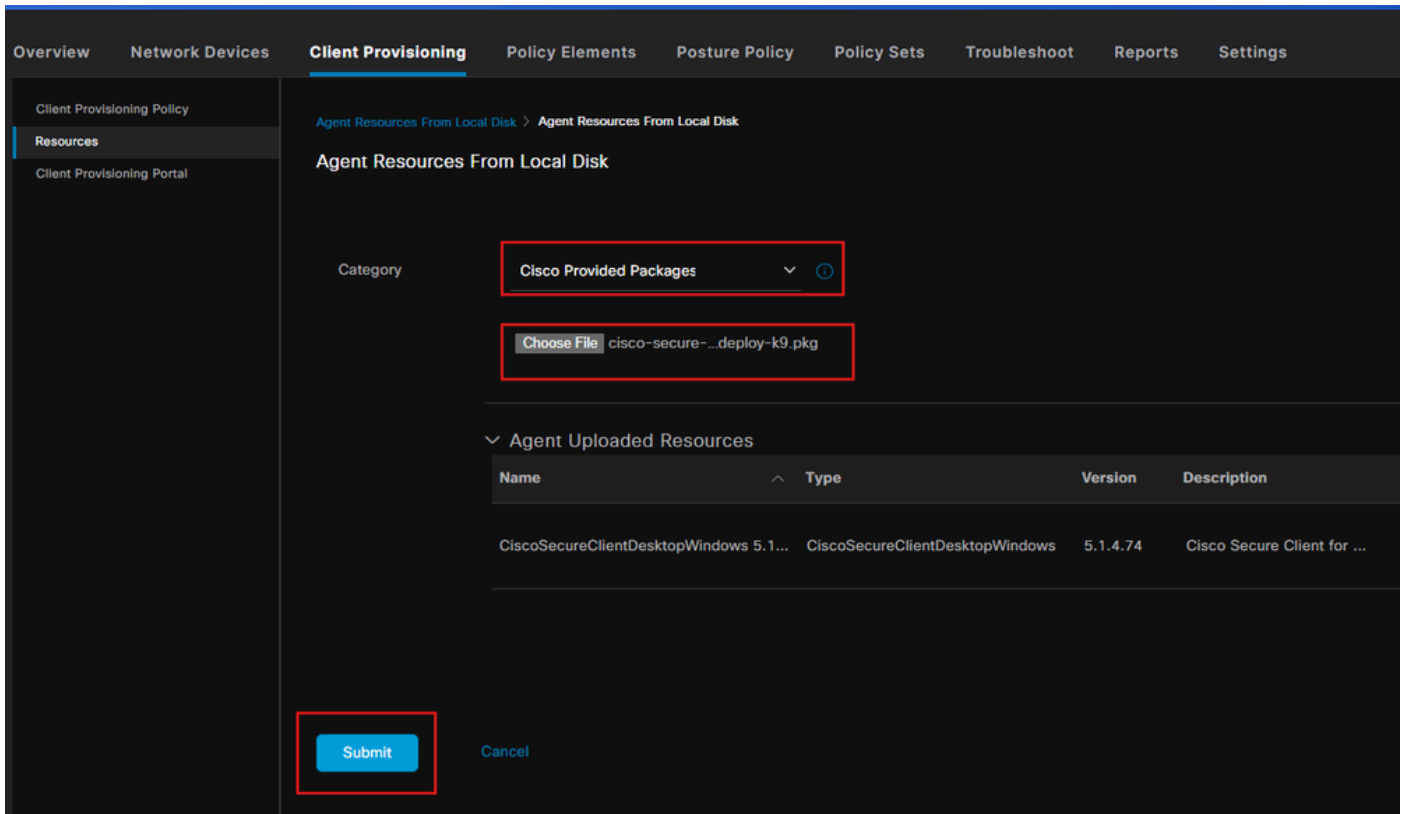 Overview Network Devices Client Provisioning Policy Elements Posture Policy Policy Sets Troubleshoot Reports Settings
Client Provisioning Policy
Resources
Client Provisioning Portal
Agent Resources From Local Disk > Agent Resources From Local Disk
Agent Resources From Local Disk
Category Cisco Provided Packages
Choose File cisco-secure-...deploy-k9.pkg
Agent Uploaded Resources
Name Type Version Description
CiscoSecureClientDesktopWindows 5.1... CiscoSecureClientDesktopWindows 5.1.4.74 Cisco Secure Client for ...
Submit Cancel